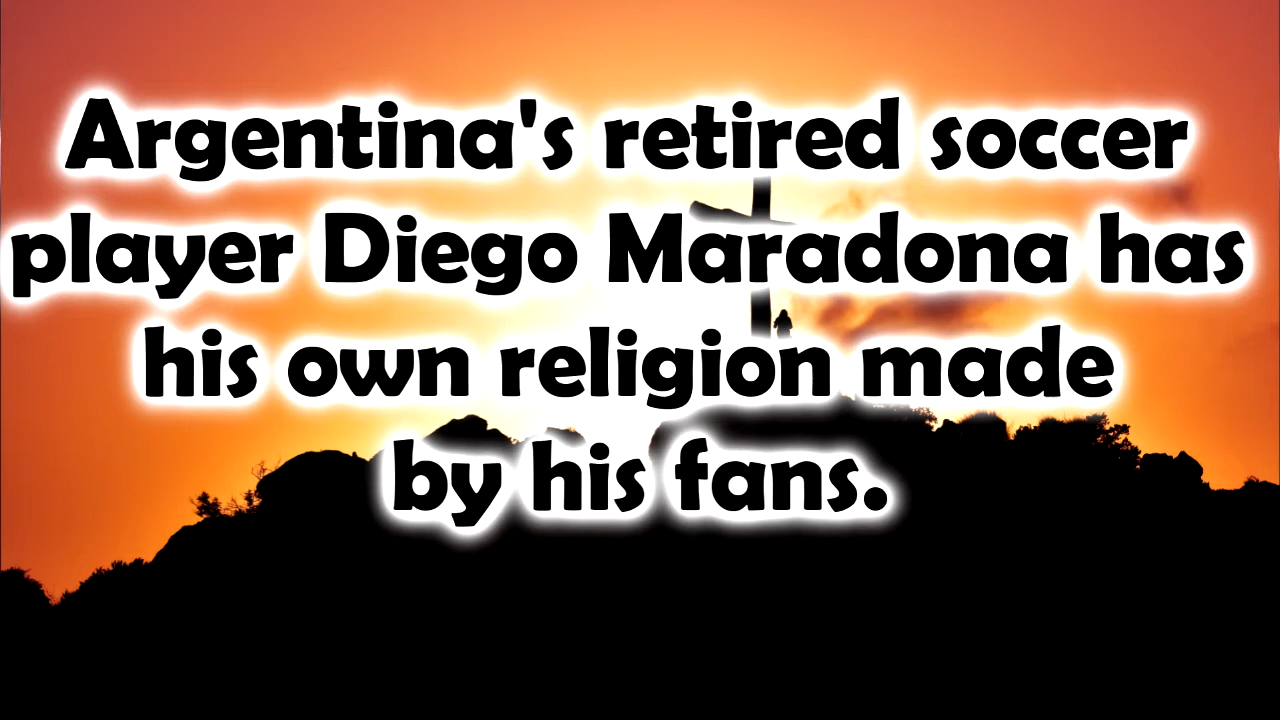 Argentina's retired soccer
player Diego Maradona has
his own religion made
by his fans.